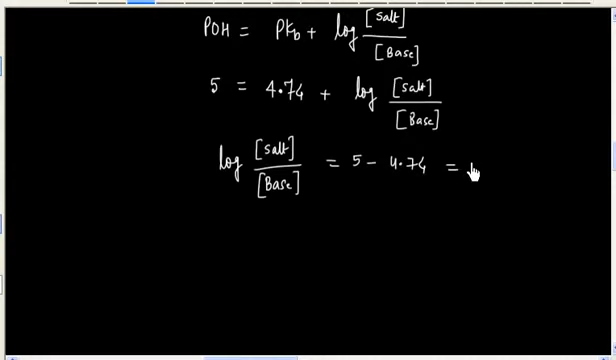 POH = PKb + log [Salt] / [Base]
5 = 4.74 + log [Salt] / [Base]
log [Salt] / [Base] = 5 - 4.74 =